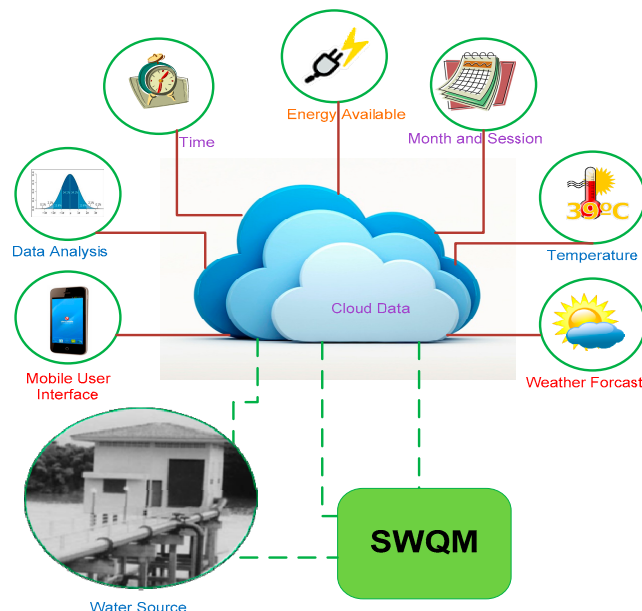 Energy Available
Time
Month and Session
Data Analysis
39ºC
Temperature
Cloud Data
Mobile User
Interface
Weather Forcast
SWQM
Water Source